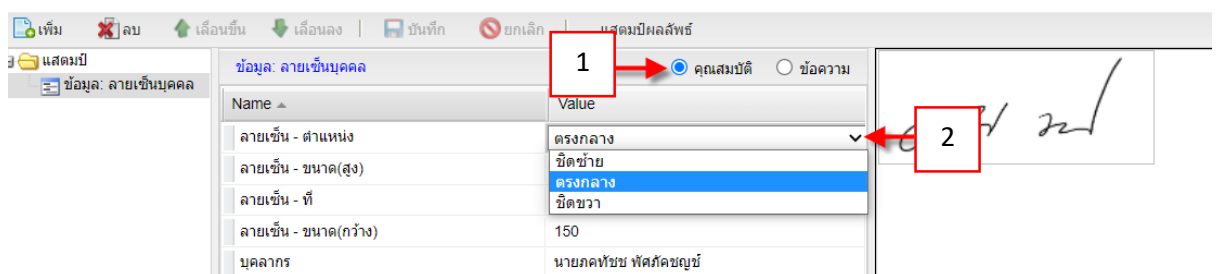 เพิ่ม ลบ เลื่อนขึ้น เลื่อนลง บันทึก ยกเลิก แสตมป์ผลลัพธ์
แสตมป์
ข้อมูล: ลายเซ็นบุคคล
ข้อมูล: ลายเซ็นบุคคล
1
คุณสมบัติ ข้อความ
Name Value
ลายเซ็น - ตำแหน่ง ตรงกลาง
2
ชิดซ้าย
ลายเซ็น - ขนาด(สูง)
ตรงกลาง
ลายเซ็น - ที่
ชิดขวา
ลายเซ็น - ขนาด(กว้าง) 150
บุคลากร นายภคทัชช พัศภัคชญช์